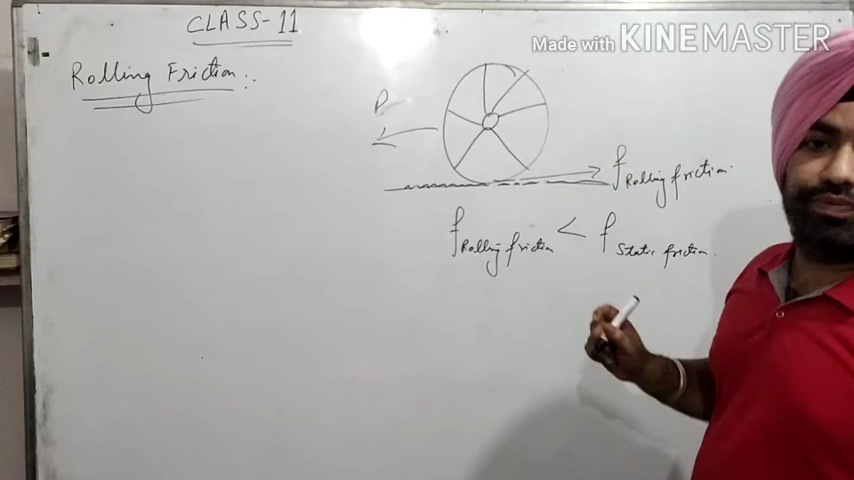 CLASS-11
Made with KINEMASTER
Rolling Friction :.
P
f Rolling friction.
f Rolling friction < f Static friction.